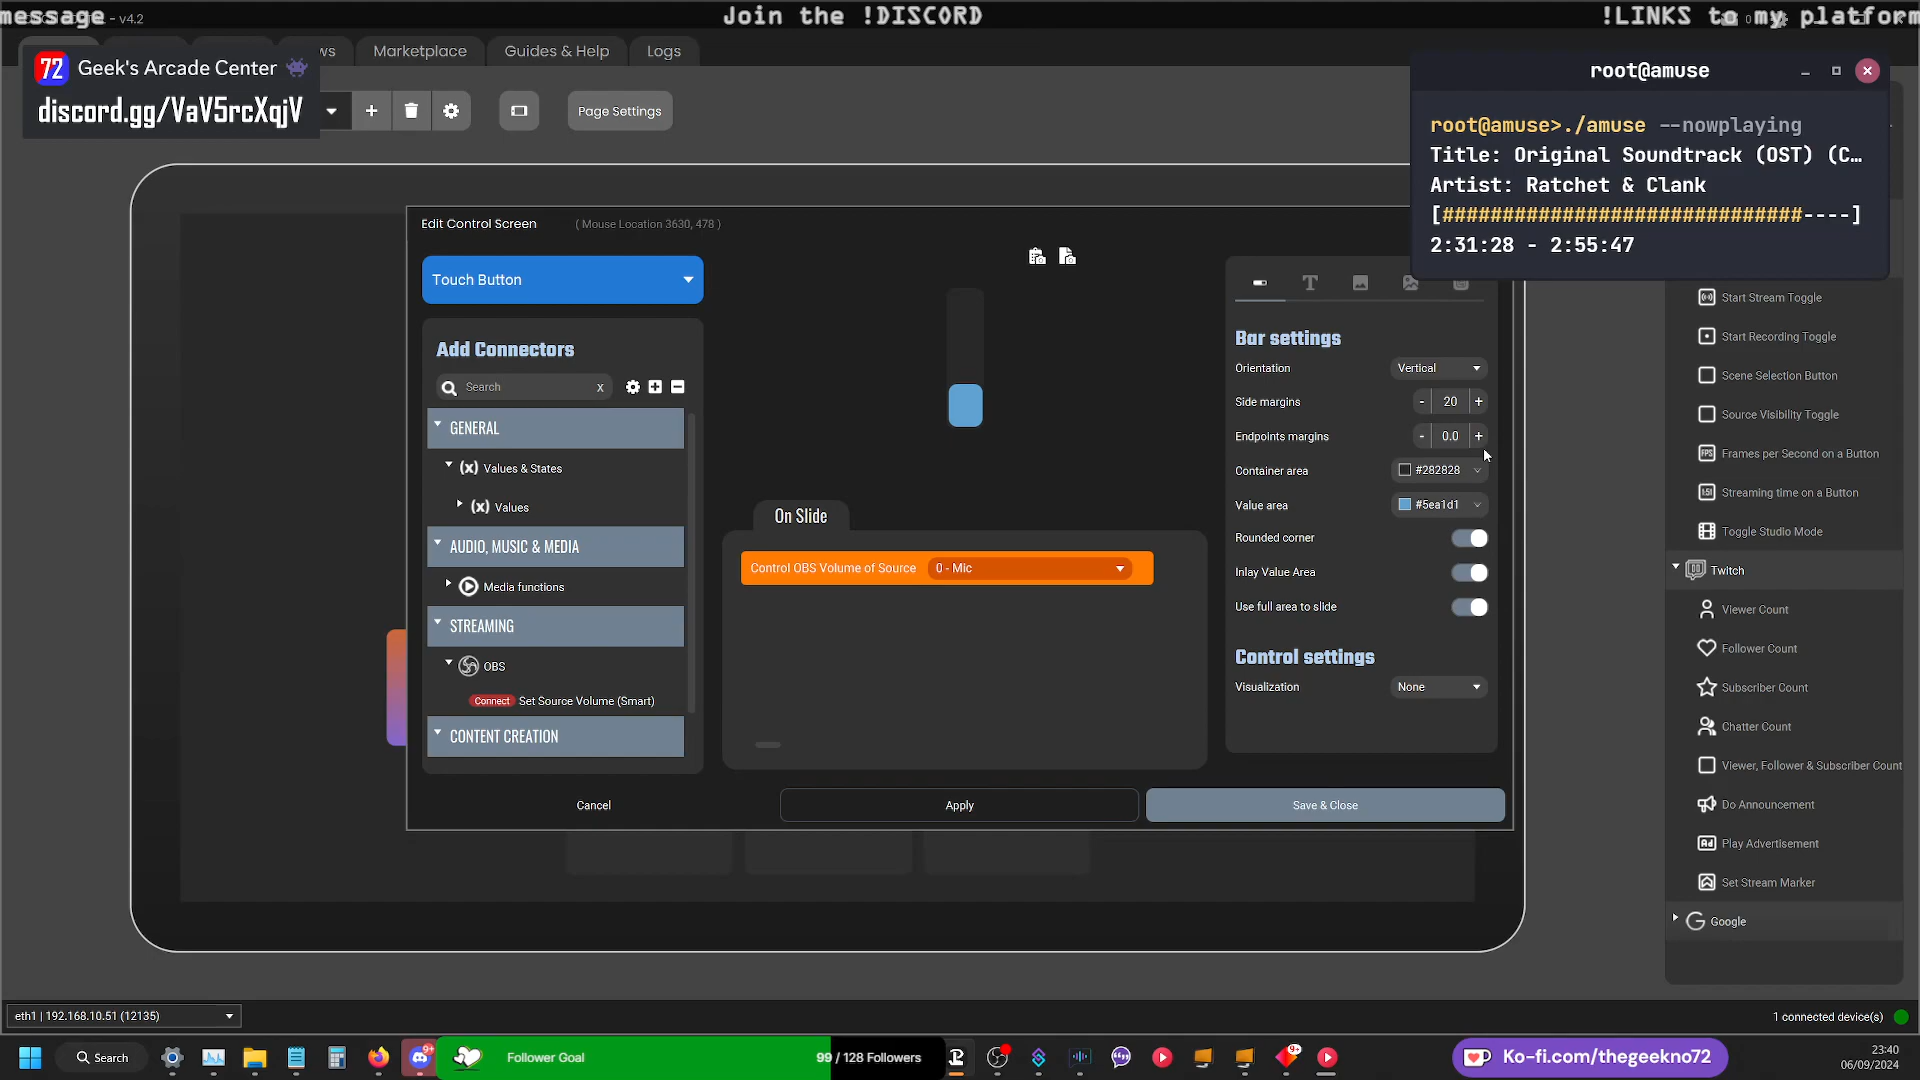 message
- v4.2
Join the !DISCORD
!LINKS to my platform
72 Geek's Arcade Center
discord.gg/VaV5rcXqjV
Marketplace
Guides & Help
Logs
Page Settings
root@amuse
root@amuse>./amuse --nowplaying
Title: Original Soundtrack (OST) (C…
Artist: Ratchet & Clank
[##############################----]
2:31:28 - 2:55:47
Edit Control Screen
( Mouse Location 3630, 478 )
Touch Button
Add Connectors
Search
x
GENERAL
(x) Values & States
(x) Values
AUDIO, MUSIC & MEDIA
Media functions
STREAMING
OBS
Connect Set Source Volume (Smart)
CONTENT CREATION
On Slide
Control OBS Volume of Source 0 - Mic
Bar settings
Orientation Vertical
Side margins - 20 +
Endpoints margins - 0.0 +
Container area #282828
Value area #5ea1d1
Rounded corner
Inlay Value Area
Use full area to slide
Control settings
Visualization None
Cancel
Apply
Save & Close
Start Stream Toggle
Start Recording Toggle
Scene Selection Button
Source Visibility Toggle
FPS Frames per Second on a Button
Streaming time on a Button
Toggle Studio Mode
Twitch
Viewer Count
Follower Count
Subscriber Count
Chatter Count
Viewer, Follower & Subscriber Count
Do Announcement
Ad Play Advertisement
Set Stream Marker
Google
eth1 | 192.168.10.51 (12135)
1 connected device(s)
Search
9+
Follower Goal
99 / 128 Followers
9+
Ko-fi.com/thegeekno72
23:40
06/09/2024